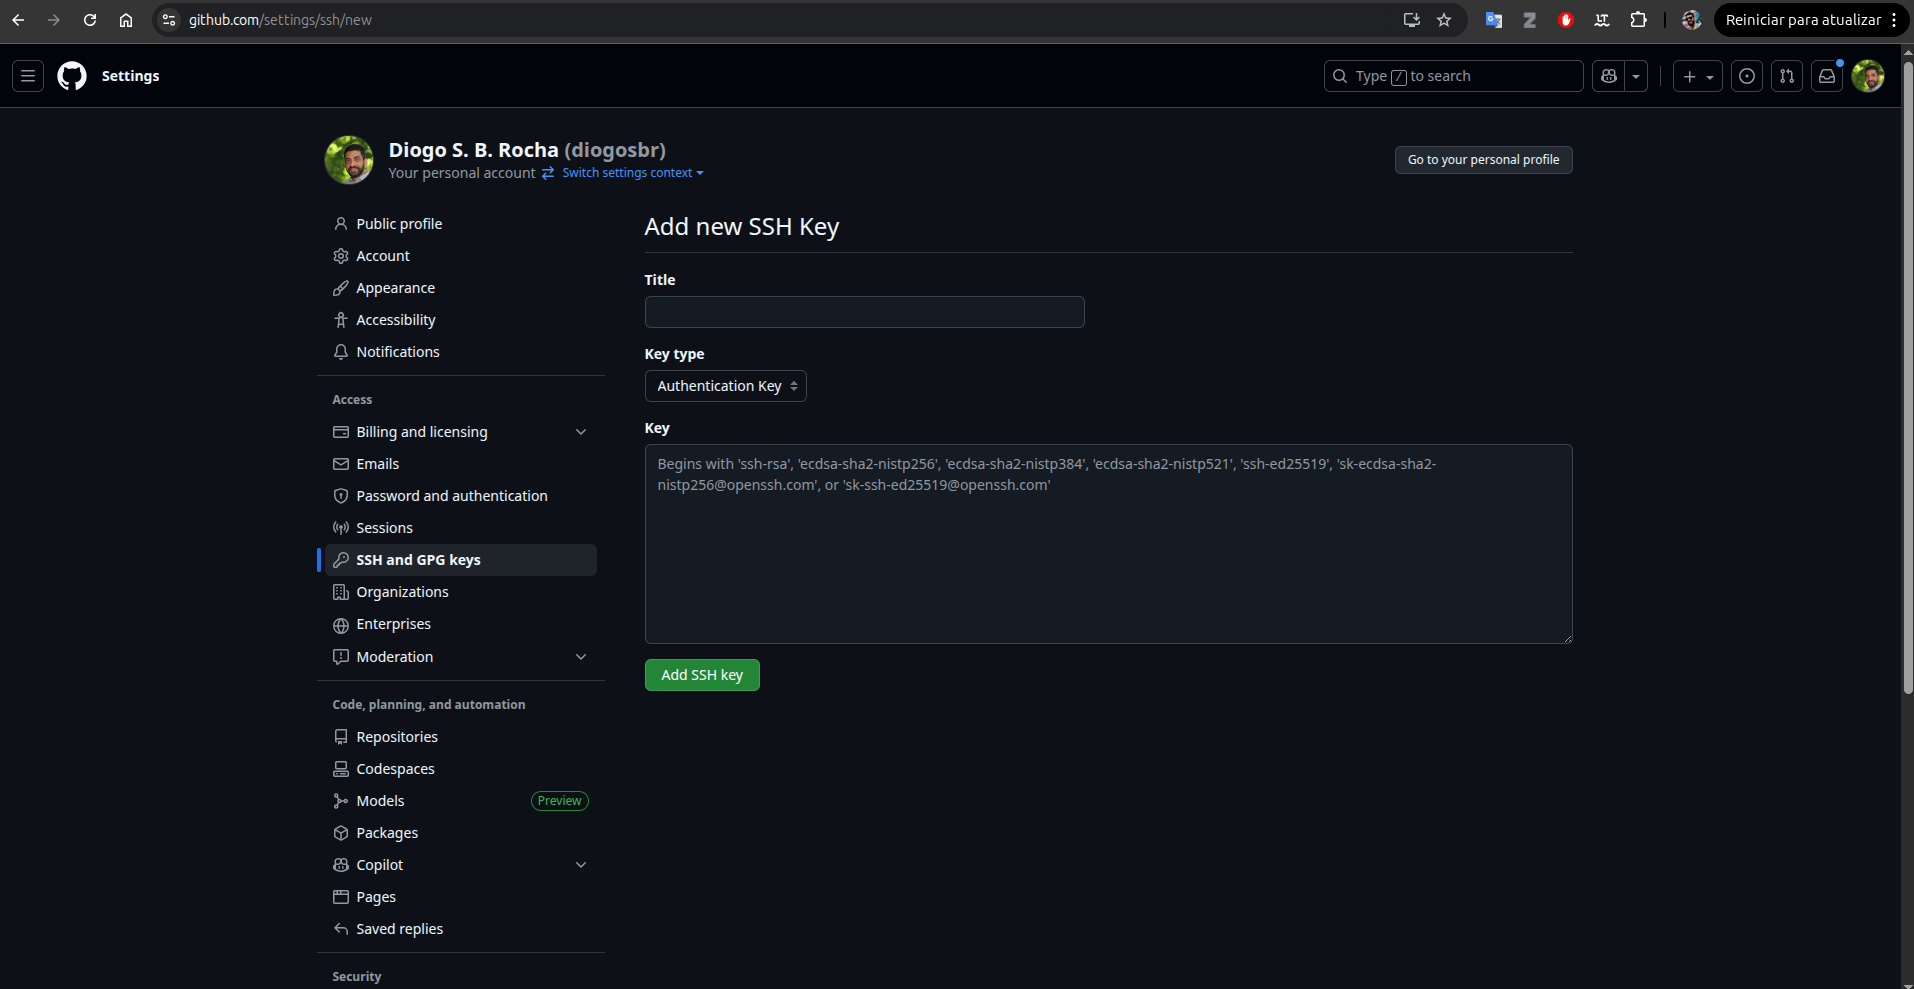 github.com/settings/ssh/new
Reiniciar para atualizar
Settings
Type / to search
Diogo S. B. Rocha (diogosbr)
Your personal account Switch settings context
Go to your personal profile
Public profile
Account
Appearance
Accessibility
Notifications
Access
Billing and licensing
Emails
Password and authentication
Sessions
SSH and GPG keys
Organizations
Enterprises
Moderation
Code, planning, and automation
Repositories
Codespaces
Models Preview
Packages
Copilot
Pages
Saved replies
Security
Add new SSH Key
Title
Key type
Authentication Key
Key
Begins with 'ssh-rsa', 'ecdsa-sha2-nistp256', 'ecdsa-sha2-nistp384', 'ecdsa-sha2-nistp521', 'ssh-ed25519', 'sk-ecdsa-sha2-
nistp256@openssh.com', or 'sk-ssh-ed25519@openssh.com'
Add SSH key